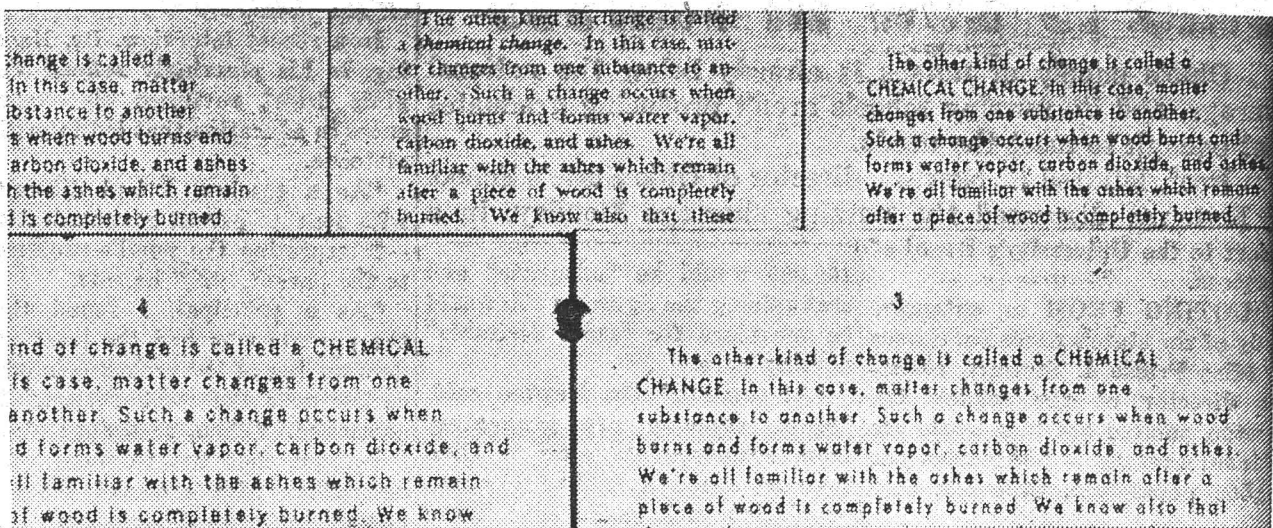 change is called a
In this case, matter
bstance to another
s when wood burns and
arbon dioxide, and ashes
h the ashes which remain
d is completely burned.
The other kind of change is called
a chemical change. In this case, mat-
ter changes from one substance to an-
other. Such a change occurs when
wood burns and forms water vapor,
carbon dioxide, and ashes. We're all
familiar with the ashes which remain
after a piece of wood is completely
burned. We know also that these
The other kind of change is called a
CHEMICAL CHANGE. In this case, matter
changes from one substance to another.
Such a change occurs when wood burns and
forms water vapor, carbon dioxide, and ashes
We're all familiar with the ashes which remain
after a piece of wood is completely burned.
4
ind of change is called a CHEMICAL
is case, matter changes from one
another. Such a change occurs when
d forms water vapor, carbon dioxide, and
ll familiar with the ashes which remain
of wood is completely burned. We know
3
The other kind of change is called a CHEMICAL
CHANGE. In this case, matter changes from one
substance to another. Such a change occurs when wood
burns and forms water vapor, carbon dioxide, and ashes.
We're all familiar with the ashes which remain after a
piece of wood is completely burned. We know also that